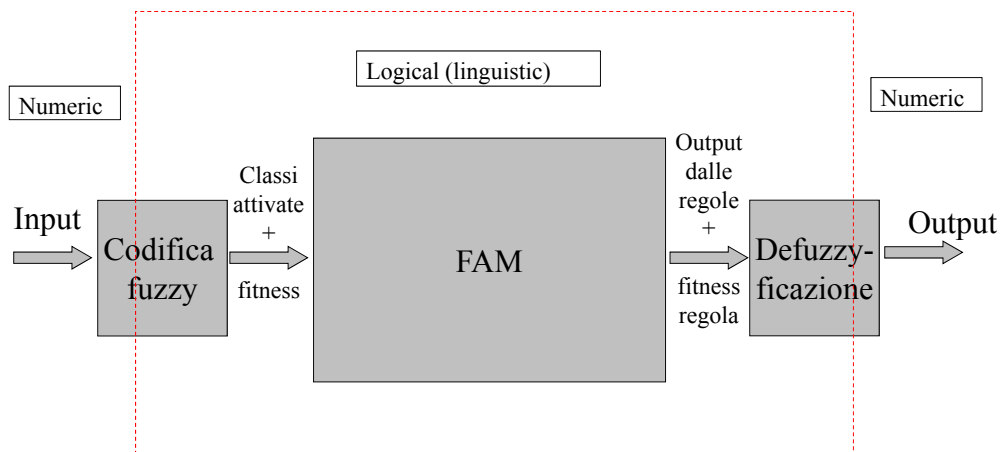 Logical (linguistic)
Numeric
Numeric
Input
Codifica
fuzzy
Classi
attivate
+
fitness
FAM
Output
dalle
regole
+
fitness
regola
Defuzzy-
ficazione
Output